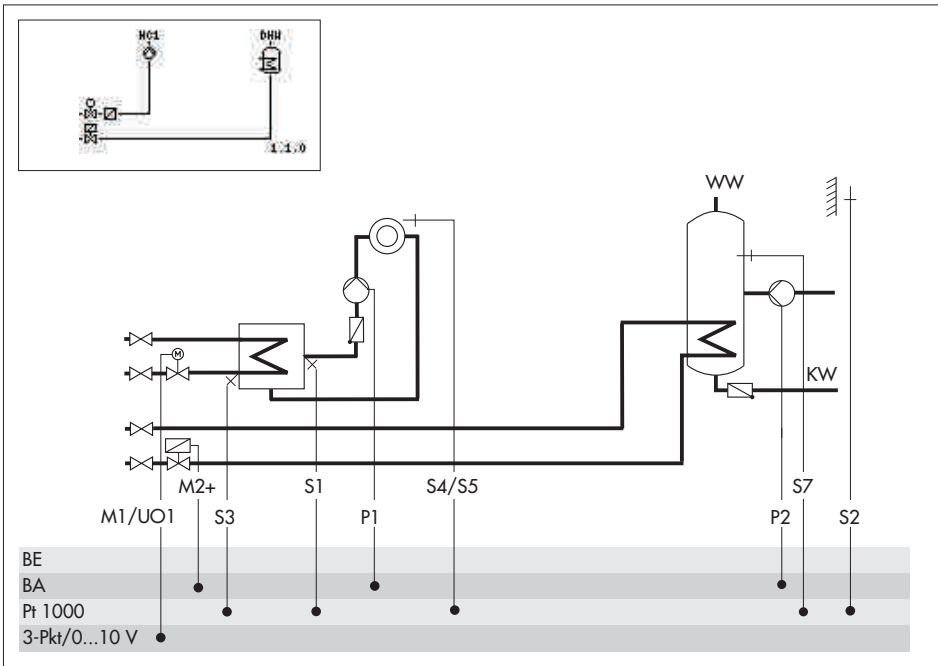 HC1 DHW
1.1.0
WW
M
KW
M2+ S1 S4/S5 S7
M1/UO1 S3 P1 P2 S2
BE
BA
Pt 1000
3-Pkt/0...10 V